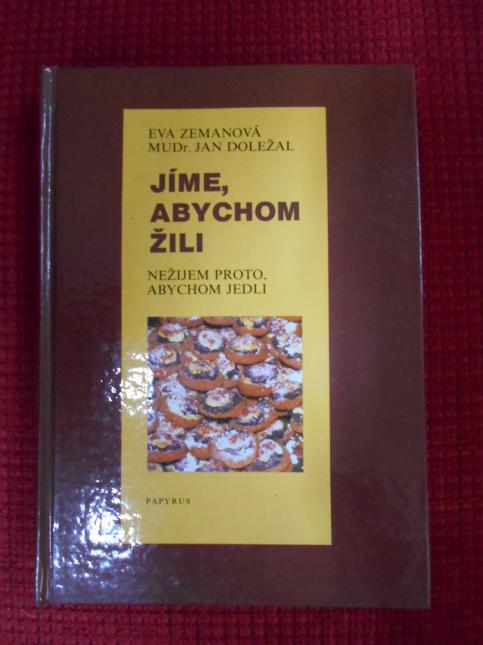 EVA ZEMANOVÁ
MUDr. JAN DOLEŽAL
JÍME,
ABYCHOM
ŽILI
NEŽIJEM PROTO,
ABYCHOM JEDLI
PAPYRUS